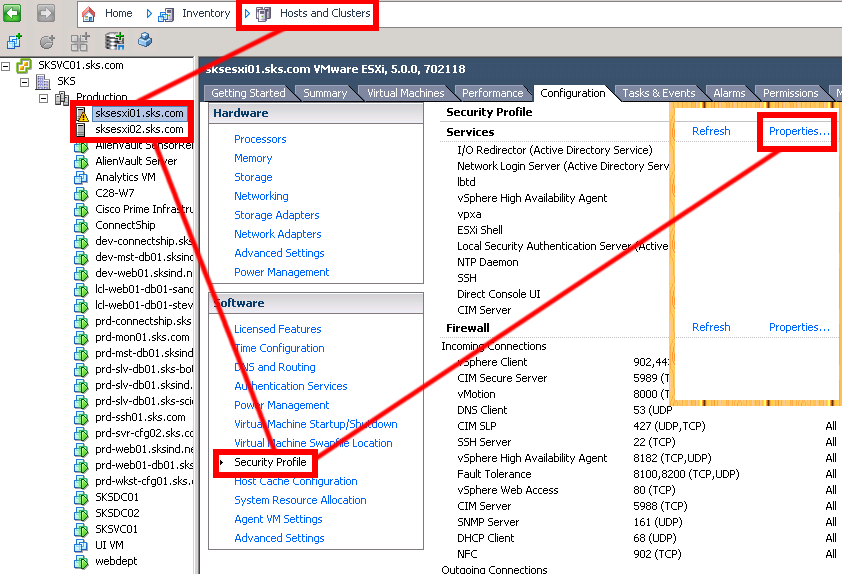 Home
Inventory
Hosts and Clusters
SKSVC01.sks.com
SKS
Production
sksesxi01.sks.com
sksesxi02.sks.com
AlienVault SensorRe
AlienVault Server
Analytics VM
C28-W7
Cisco Prime Infrastru
ConnectShip
dev-connectship.sks
dev-mst-db01.sksind
dev-web01.sksind.n
lcl-web01-db01-sand
lcl-web01-db01-stev
prd-connectship.sks
prd-mon01.sks.com
prd-mst-db01.sksind
prd-slv-db01.sks-bo
prd-slv-db01.sksind.
prd-slv-db01.sks-sci
prd-ssh01.sks.com
prd-svr-cfg02.sks.cc
prd-web01.sksind.ne
prd-web01-db01.sks
prd-wkst-cfg01.sks.c
SKSDC01
SKSDC02
SKSVC01
UI VM
webdept
sksesxi01.sks.com VMware ESXi, 5.0.0, 702118
Getting Started
Summary
Virtual Machines
Performance
Configuration
Tasks & Events
Alarms
Permissions
M
Hardware
Processors
Memory
Storage
Networking
Storage Adapters
Network Adapters
Advanced Settings
Power Management
Software
Licensed Features
Time Configuration
DNS and Routing
Authentication Services
Power Management
Virtual Machine Startup/Shutdown
Virtual Machine Swapfile Location
Security Profile
Host Cache Configuration
System Resource Allocation
Agent VM Settings
Advanced Settings
Security Profile
Services
Refresh Properties...
I/O Redirector (Active Directory Service)
Network Login Server (Active Directory Serv
lbtd
vSphere High Availability Agent
vpxa
ESXi Shell
Local Security Authentication Server (Active
NTP Daemon
SSH
Direct Console UI
CIM Server
Firewall
Refresh Properties...
Incoming Connections
vSphere Client 902,443
CIM Secure Server 5989 (T
vMotion 8000 (T
DNS Client 53 (UDP
CIM SLP 427 (UDP,TCP) All
SSH Server 22 (TCP) All
vSphere High Availability Agent 8182 (TCP,UDP) All
Fault Tolerance 8100,8200 (TCP,UDP) All
vSphere Web Access 80 (TCP) All
CIM Server 5988 (TCP) All
SNMP Server 161 (UDP) All
DHCP Client 68 (UDP) All
NFC 902 (TCP) All
Outgoing Connections